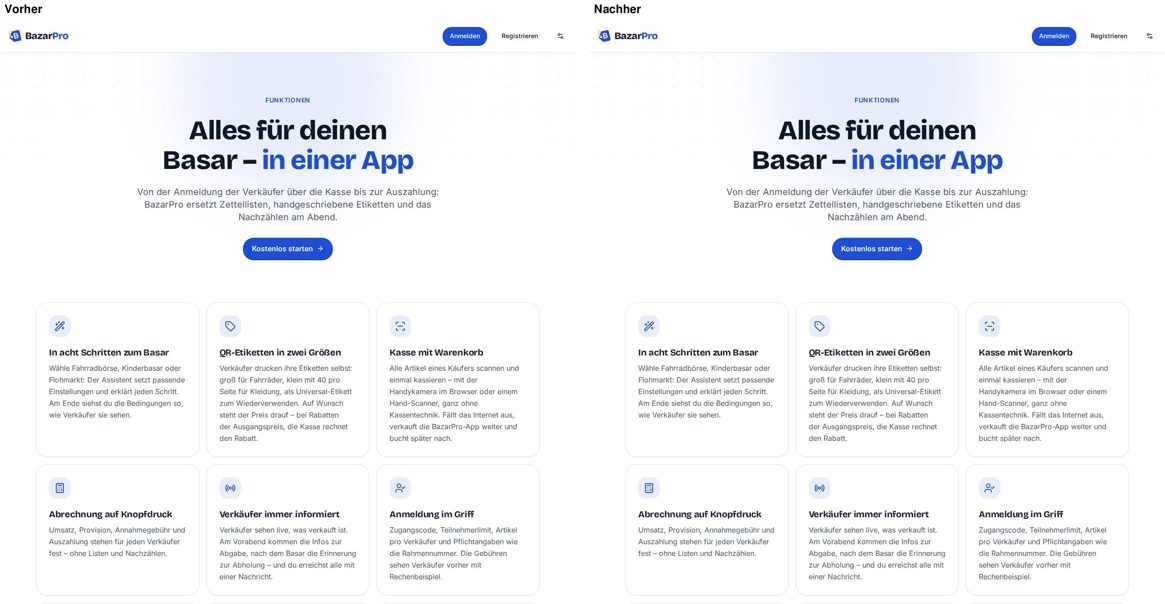 Vorher
BazarPro
Anmelden
Registrieren
FUNKTIONEN
Alles für deinen
Basar – in einer App
Von der Anmeldung der Verkäufer über die Kasse bis zur Auszahlung:
BazarPro ersetzt Zettellisten, handgeschriebene Etiketten und das
Nachzählen am Abend.
Kostenlos starten
In acht Schritten zum Basar
Wähle Fahrradbörse, Kinderbasar oder
Flohmarkt: Der Assistent setzt passende
Einstellungen und erklärt jeden Schritt.
Am Ende siehst du die Bedingungen so,
wie Verkäufer sie sehen.
QR-Etiketten in zwei Größen
Verkäufer drucken ihre Etiketten selbst:
groß für Fahrräder, klein mit 40 pro
Seite für Kleidung, als Universal-Etikett
zum Wiederverwenden. Auf Wunsch
steht der Preis drauf – bei Rabatten
der Ausgangspreis, die Kasse rechnet
den Rabatt.
Kasse mit Warenkorb
Alle Artikel eines Käufers scannen und
einmal kassieren – mit der
Handykamera im Browser oder einem
Hand-Scanner, ganz ohne
Kassentechnik. Fällt das Internet aus,
verkauft die BazarPro-App weiter und
bucht später nach.
Abrechnung auf Knopfdruck
Umsatz, Provision, Annahmegebühr und
Auszahlung stehen für jeden Verkäufer
fest – ohne Listen und Nachzählen.
Verkäufer immer informiert
Verkäufer sehen live, was verkauft ist.
Am Vorabend kommen die Infos zur
Abgabe, nach dem Basar die Erinnerung
zur Abholung – und du erreichst alle mit
einer Nachricht.
Anmeldung im Griff
Zugangscode, Teilnehmerlimit, Artikel
pro Verkäufer und Pflichtangaben wie
die Rahmennummer. Die Gebühren
sehen Verkäufer vorher mit
Rechenbeispiel.
Nachher
BazarPro
Anmelden
Registrieren
FUNKTIONEN
Alles für deinen
Basar – in einer App
Von der Anmeldung der Verkäufer über die Kasse bis zur Auszahlung:
BazarPro ersetzt Zettellisten, handgeschriebene Etiketten und das
Nachzählen am Abend.
Kostenlos starten
In acht Schritten zum Basar
Wähle Fahrradbörse, Kinderbasar oder
Flohmarkt: Der Assistent setzt passende
Einstellungen und erklärt jeden Schritt.
Am Ende siehst du die Bedingungen so,
wie Verkäufer sie sehen.
QR-Etiketten in zwei Größen
Verkäufer drucken ihre Etiketten selbst:
groß für Fahrräder, klein mit 40 pro
Seite für Kleidung, als Universal-Etikett
zum Wiederverwenden. Auf Wunsch
steht der Preis drauf – bei Rabatten
der Ausgangspreis, die Kasse rechnet
den Rabatt.
Kasse mit Warenkorb
Alle Artikel eines Käufers scannen und
einmal kassieren – mit der
Handykamera im Browser oder einem
Hand-Scanner, ganz ohne
Kassentechnik. Fällt das Internet aus,
verkauft die BazarPro-App weiter und
bucht später nach.
Abrechnung auf Knopfdruck
Umsatz, Provision, Annahmegebühr und
Auszahlung stehen für jeden Verkäufer
fest – ohne Listen und Nachzählen.
Verkäufer immer informiert
Verkäufer sehen live, was verkauft ist.
Am Vorabend kommen die Infos zur
Abgabe, nach dem Basar die Erinnerung
zur Abholung – und du erreichst alle mit
einer Nachricht.
Anmeldung im Griff
Zugangscode, Teilnehmerlimit, Artikel
pro Verkäufer und Pflichtangaben wie
die Rahmennummer. Die Gebühren
sehen Verkäufer vorher mit
Rechenbeispiel.